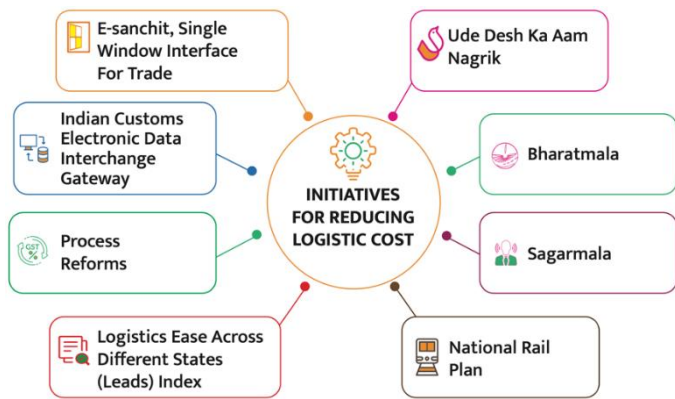 E-sanchit, Single
Window Interface
For Trade
Ude Desh Ka Aam
Nagrik
Indian Customs
Electronic Data
Interchange
Gateway
Bharatmala
INITIATIVES
FOR REDUCING
LOGISTIC COST
GST
%
Process
Reforms
Sagarmala
Logistics Ease Across
Different States
(Leads) Index
National Rail
Plan